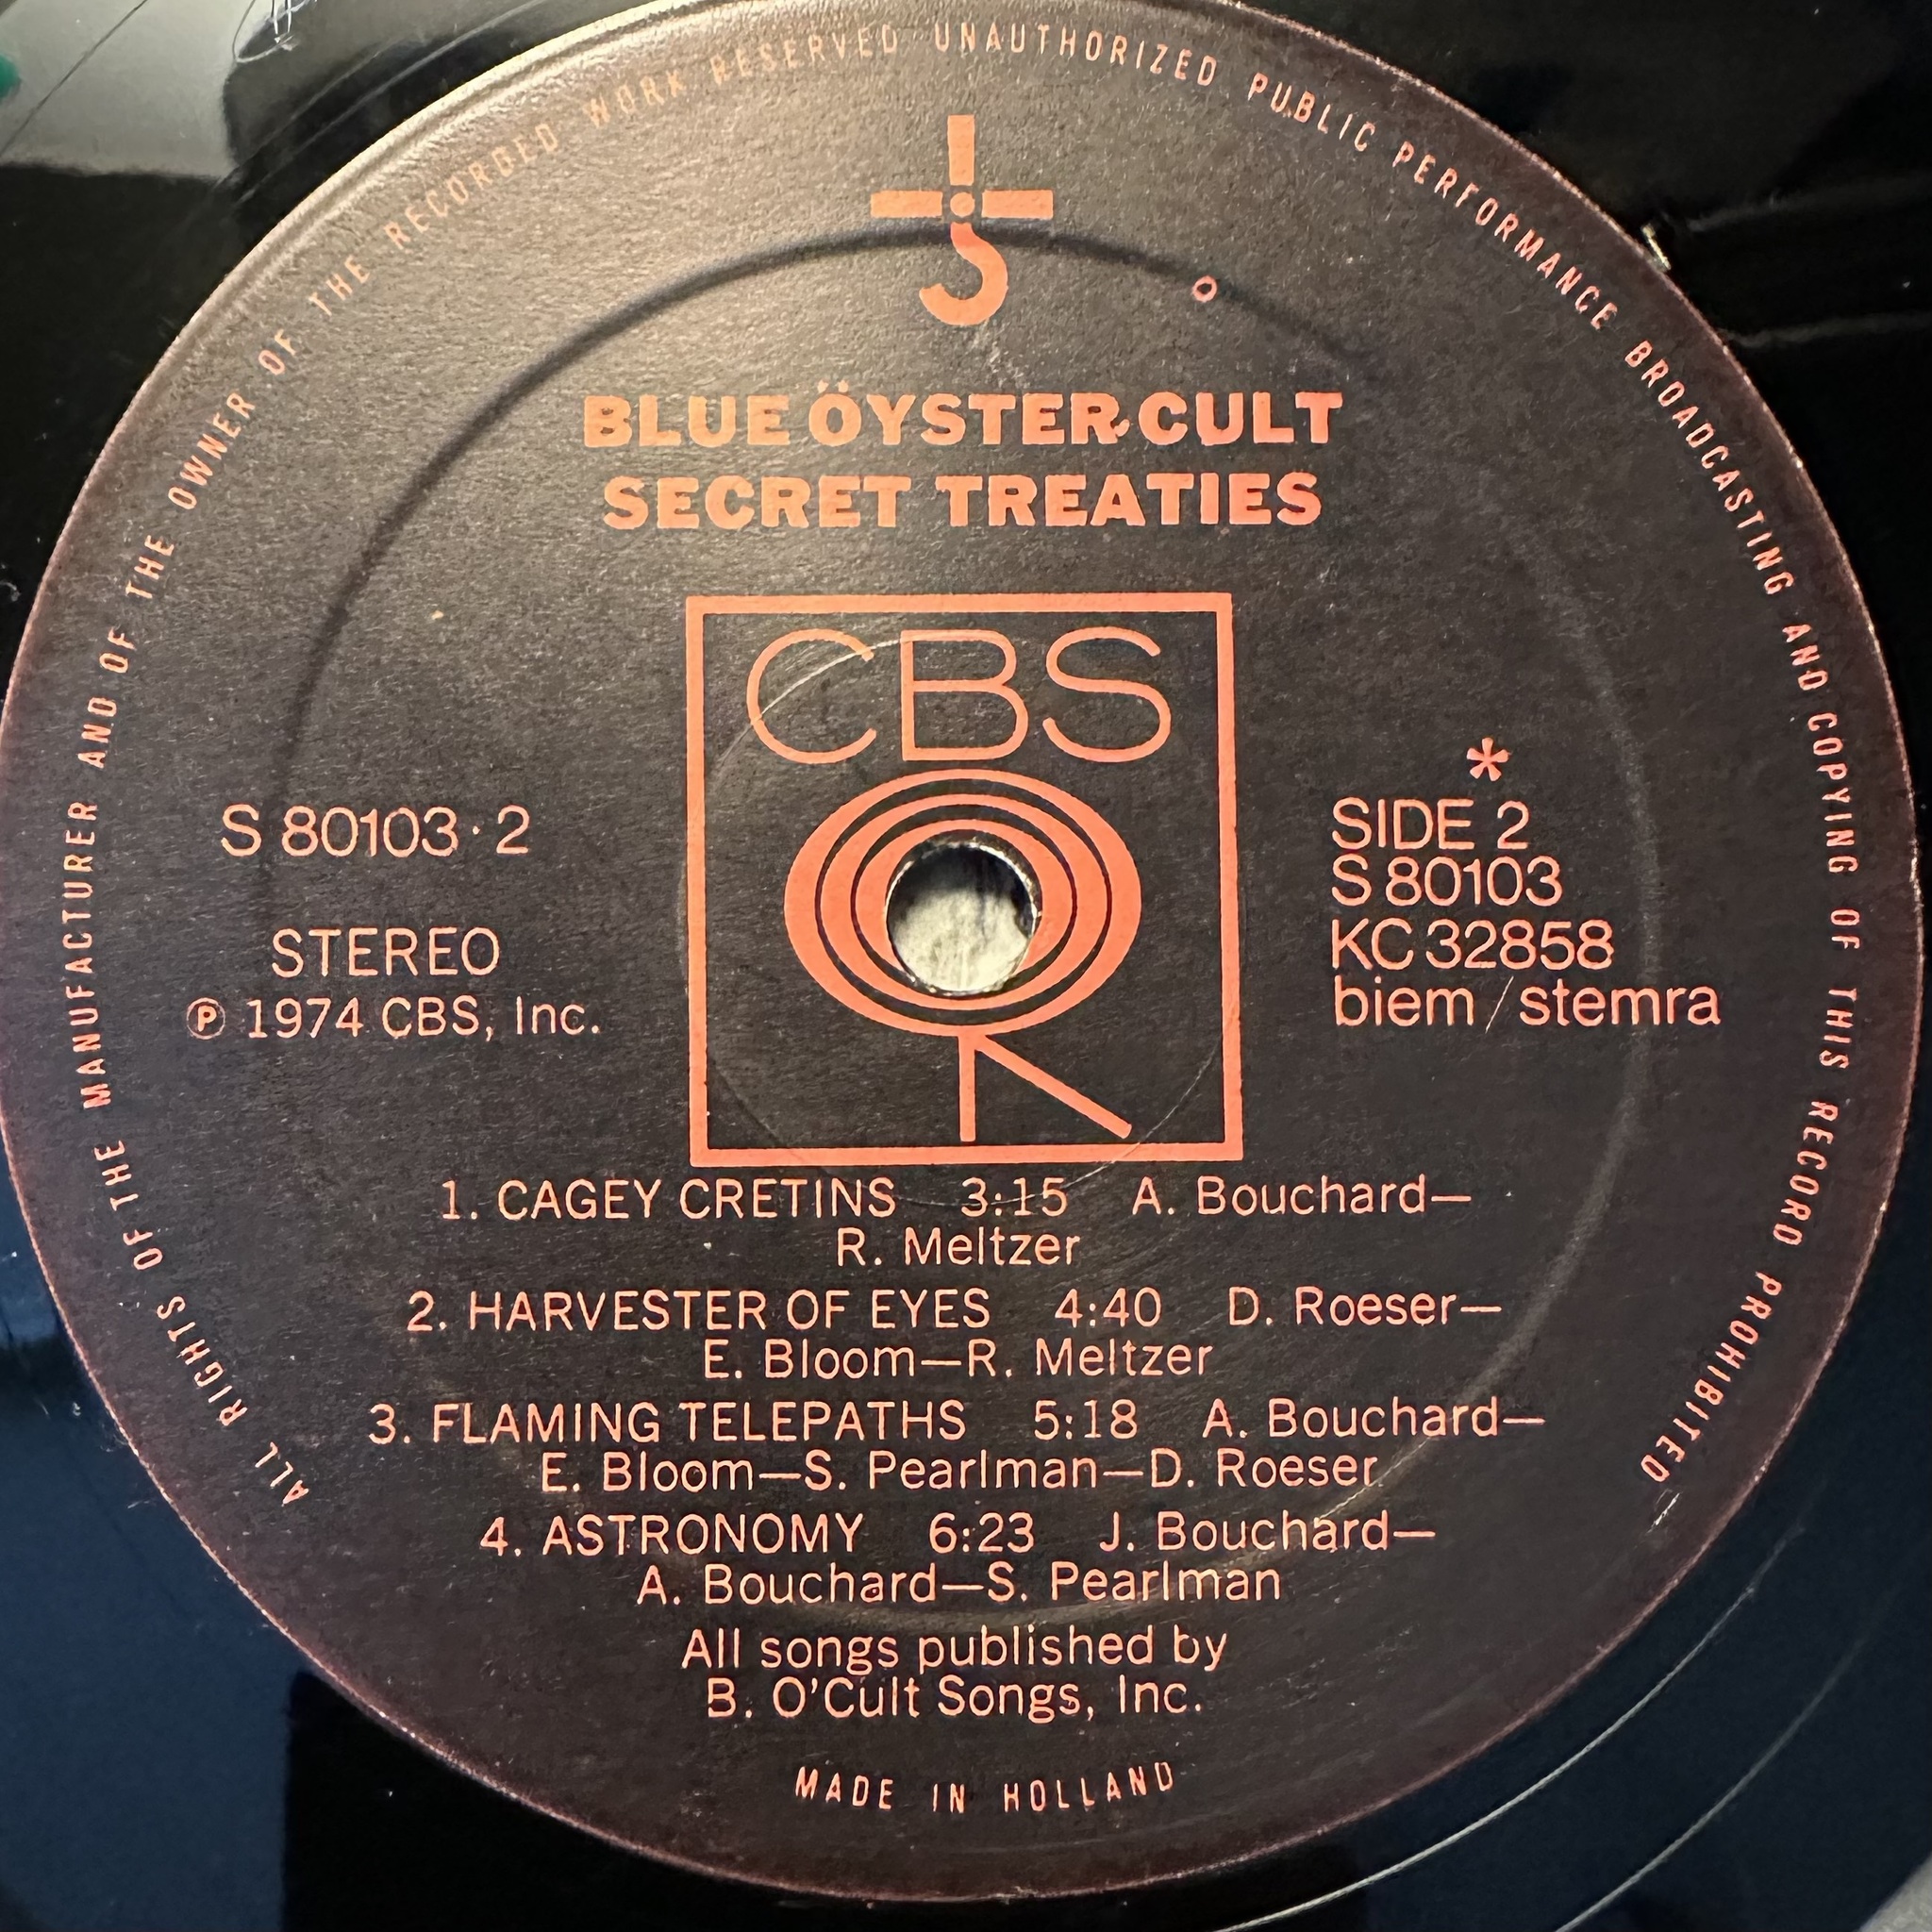 ALL RIGHTS OF THE MANUFACTURER AND OF THE OWNER OF THE RECORDED WORK RESERVED UNAUTHORIZED PUBLIC PERFORMANCE BROADCASTING AND COPYING OF THIS RECORD PROHIBITED
BLUE ÖYSTER CULT
SECRET TREATIES
CBS
S 80103·2
STEREO
℗ 1974 CBS, Inc.
*
SIDE 2
S 80103
KC 32858
biem/stemra
1. CAGEY CRETINS 3:15 A. Bouchard—
R. Meltzer
2. HARVESTER OF EYES 4:40 D. Roeser—
E. Bloom—R. Meltzer
3. FLAMING TELEPATHS 5:18 A. Bouchard—
E. Bloom—S. Pearlman—D. Roeser
4. ASTRONOMY 6:23 J. Bouchard—
A. Bouchard—S. Pearlman
All songs published by
B. O'Cult Songs, Inc.
MADE IN HOLLAND